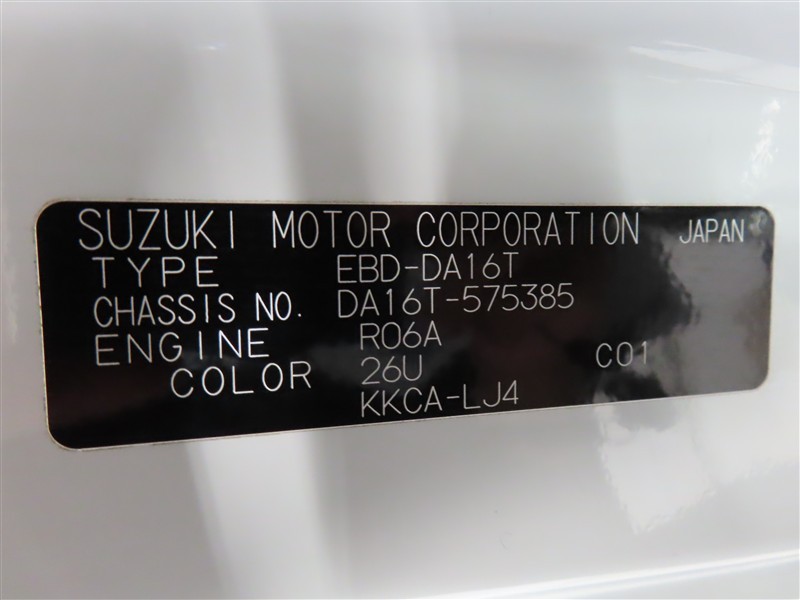 SUZUKI MOTOR CORPORATION JAPAN
TYPE EBD-DA16T
CHASSIS NO. DA16T-575385
ENGINE R06A
COLOR 26U C01
KKCA-LJ4